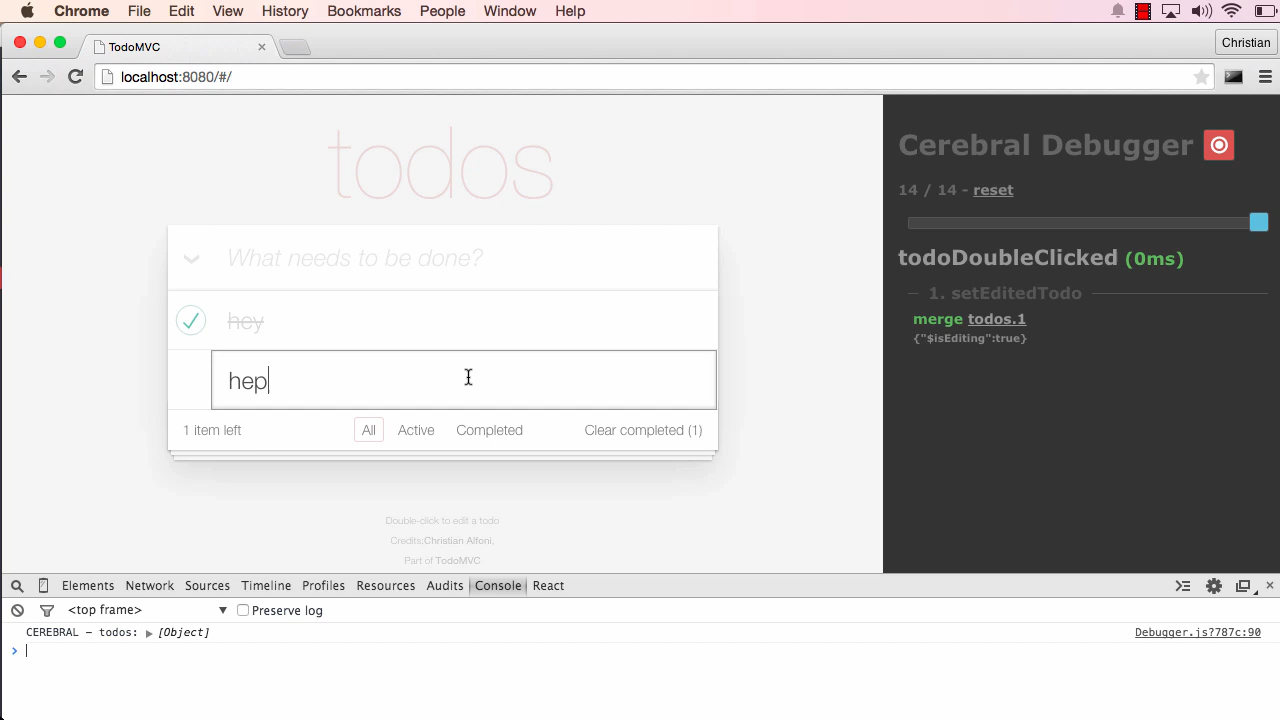 Chrome File Edit View History Bookmarks People Window Help
TodoMVC
Christian
localhost:8080/#/
todos
What needs to be done?
hey
hep
1 item left All Active Completed Clear completed (1)
Double-click to edit a todo
Credits:Christian Alfoni,
Part of TodoMVC
Cerebral Debugger
14 / 14 - reset
todoDoubleClicked (0ms)
1. setEditedTodo
merge todos.1
{"$isEditing":true}
Elements Network Sources Timeline Profiles Resources Audits Console React
<top frame> Preserve log
CEREBRAL – todos: [Object] Debugger.js?787c:90